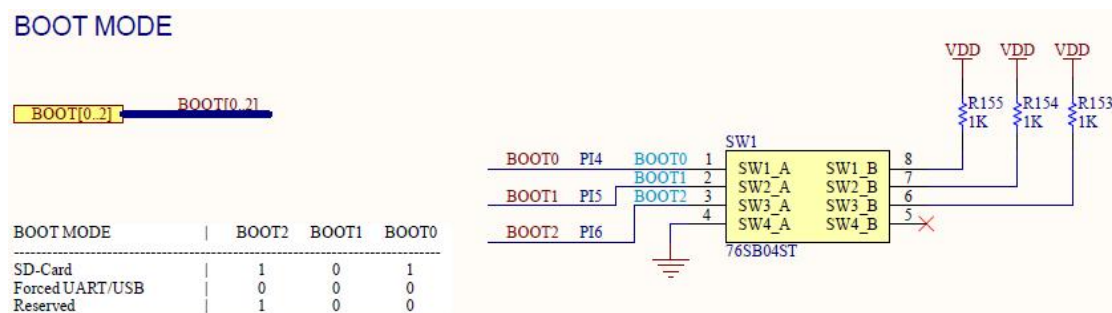 BOOT MODE
BOOT[0..2] BOOT[0..2]
VDD VDD VDD
R155 R154 R153
1K 1K 1K
SW1
BOOT0 PI4 BOOT0 1 SW1_A SW1_B 8
BOOT1 2 SW2_A SW2_B 7
BOOT1 PI5 BOOT2 3 SW3_A SW3_B 6
4 SW4_A SW4_B 5
BOOT2 PI6
76SB04ST
BOOT MODE | BOOT2 BOOT1 BOOT0
--------------------------------------------------------------------------------
SD-Card | 1 0 1
Forced UART/USB | 0 0 0
Reserved | 1 0 0